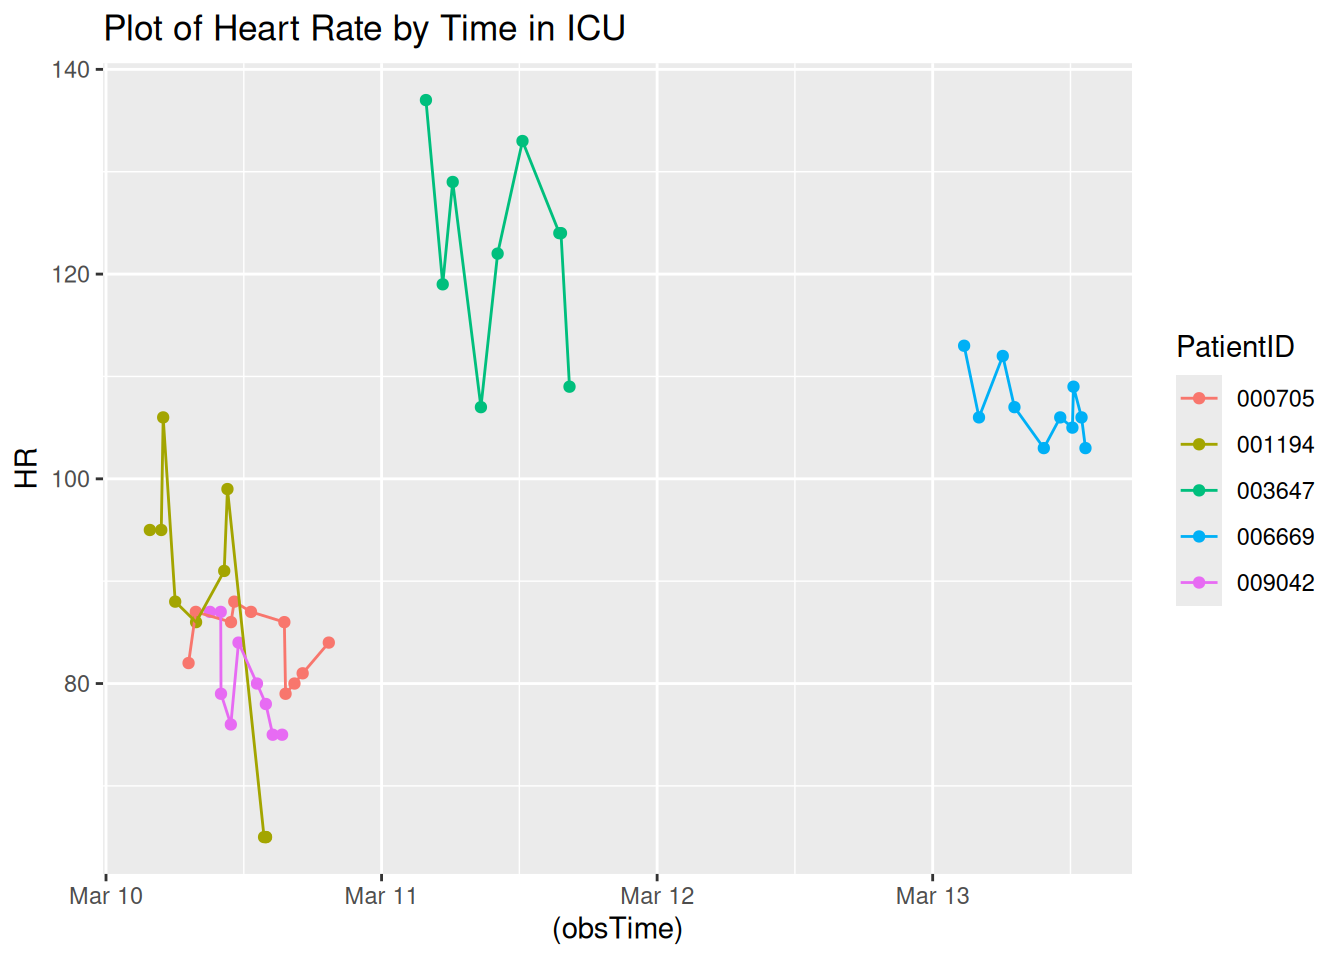 Plot of Heart Rate by Time in ICU
140
120
100
80
HR
Mar 10
Mar 11
Mar 12
Mar 13
(obsTime)
PatientID
000705
001194
003647
006669
009042